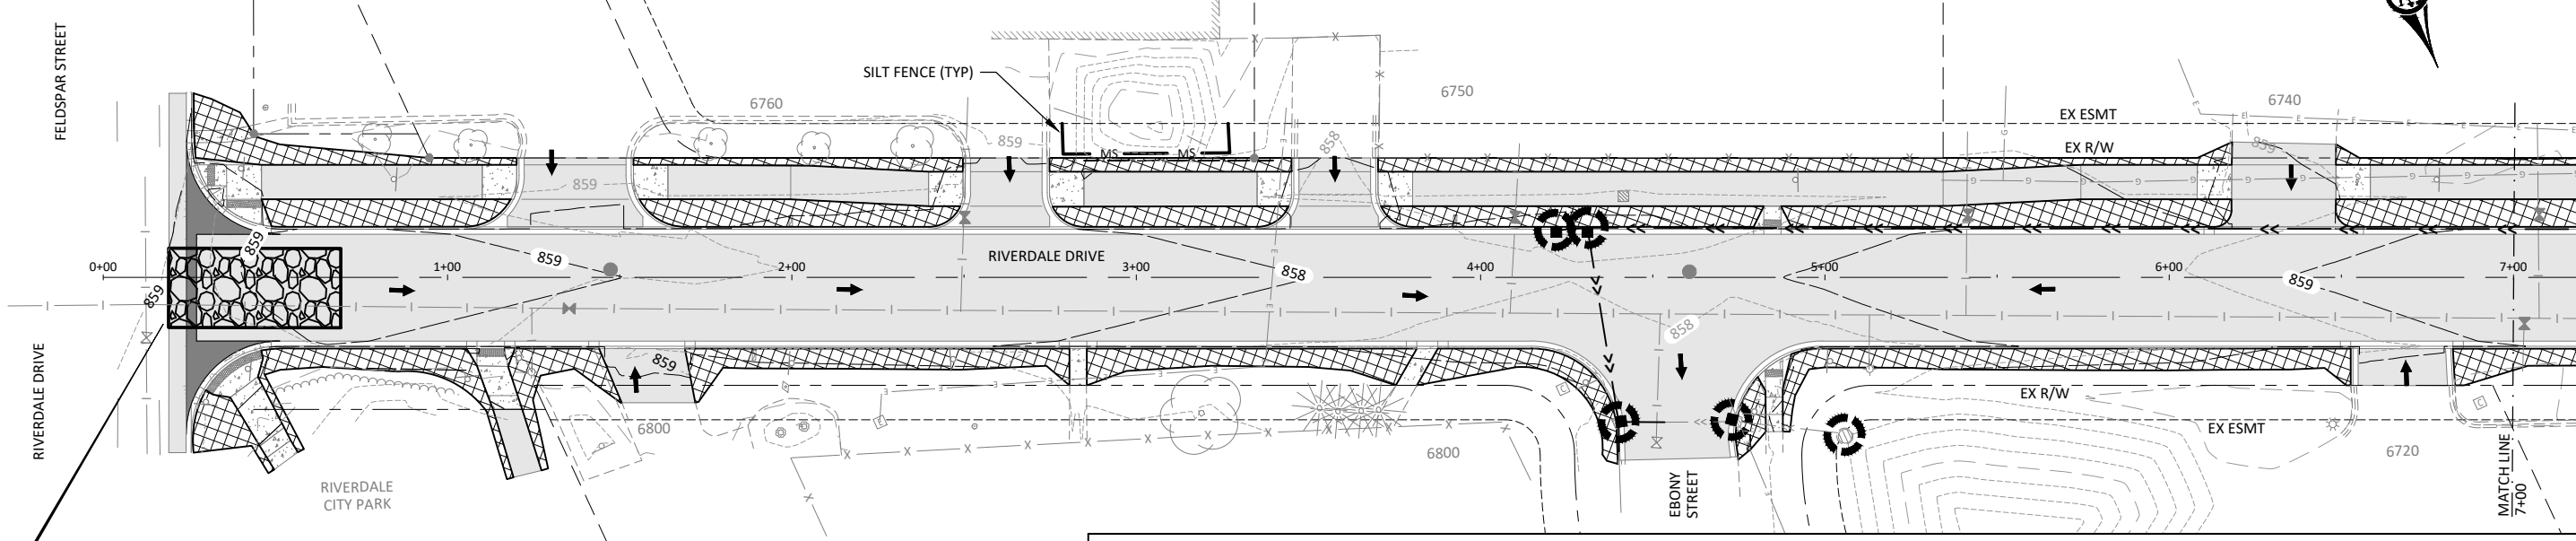 FELDSPAR STREET
SILT FENCE (TYP)
6760
6750
6740
EX ESMT
EX R/W
859
858
859
859
MS
MS
859
859
859
858
859
RIVERDALE DRIVE
0+00
1+00
2+00
3+00
4+00
5+00
6+00
7+00
859
858
859
RIVERDALE DRIVE
RIVERDALE
CITY PARK
6800
6800
EBONY
STREET
EX R/W
EX ESMT
6720
MATCH LINE
7+00